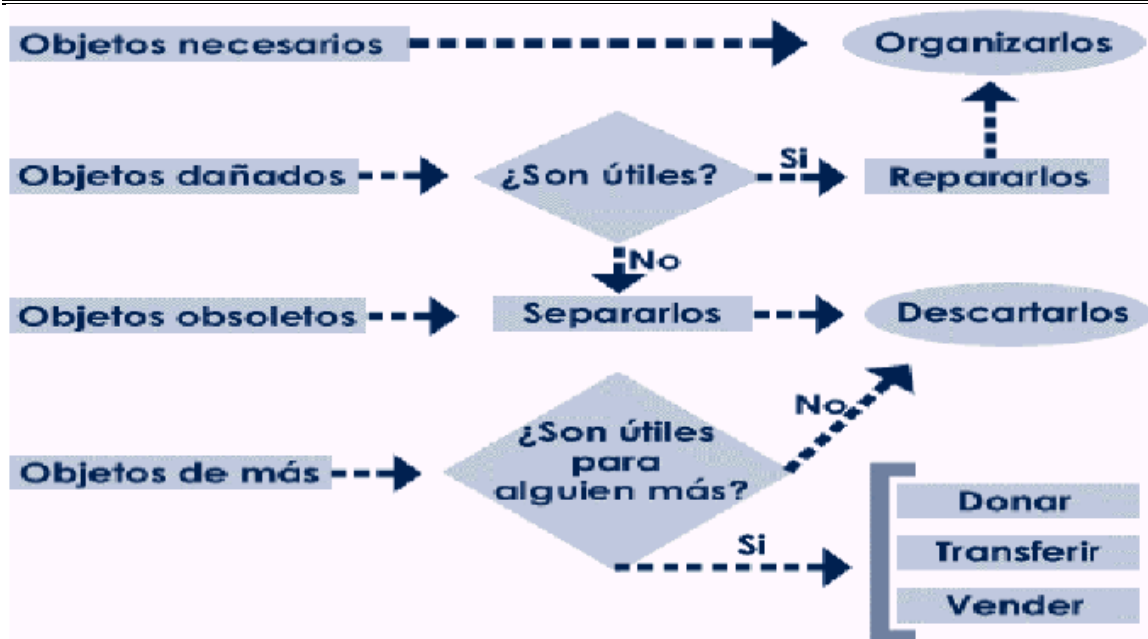 Objetos necesarios
Organizarlos
Objetos dañados
¿Son útiles?
Si
Repararlos
No
Objetos obsoletos
Separarlos
Descartarlos
Objetos de más
¿Son útiles
para
alguien más?
No
Si
Donar
Transferir
Vender